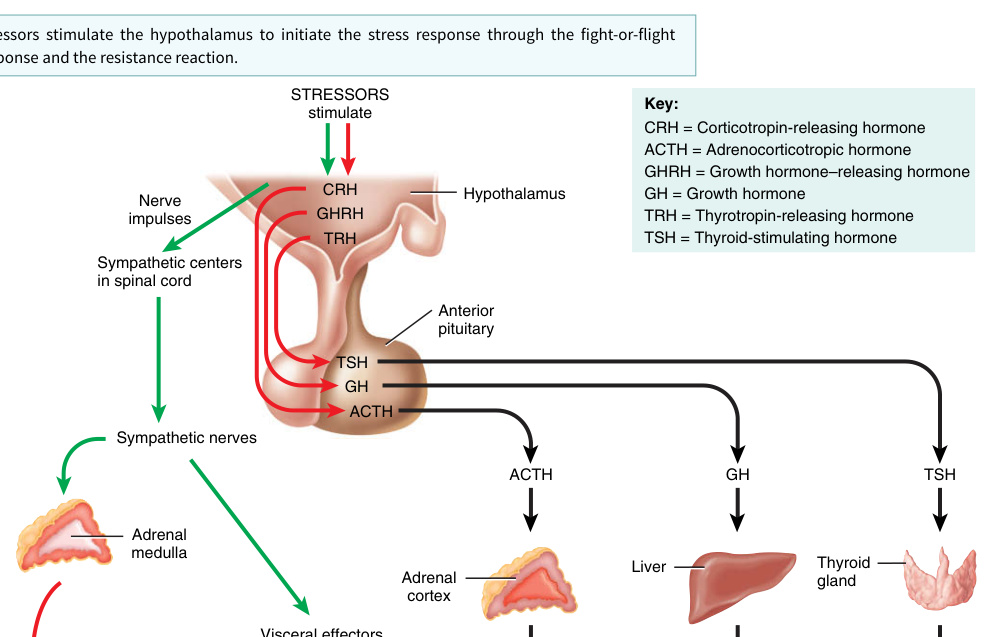 essors stimulate the hypothalamus to initiate the stress response through the fight-or-flight
ponse and the resistance reaction.
STRESSORS
stimulate
Key:
CRH = Corticotropin-releasing hormone
ACTH = Adrenocorticotropic hormone
GHRH = Growth hormone–releasing hormone
GH = Growth hormone
TRH = Thyrotropin-releasing hormone
TSH = Thyroid-stimulating hormone
CRH
GHRH
TRH
Hypothalamus
Nerve
impulses
Sympathetic centers
in spinal cord
Anterior
pituitary
TSH
GH
ACTH
Sympathetic nerves
ACTH
GH
TSH
Adrenal
medulla
Adrenal
cortex
Liver
Thyroid
gland
Visceral effectors